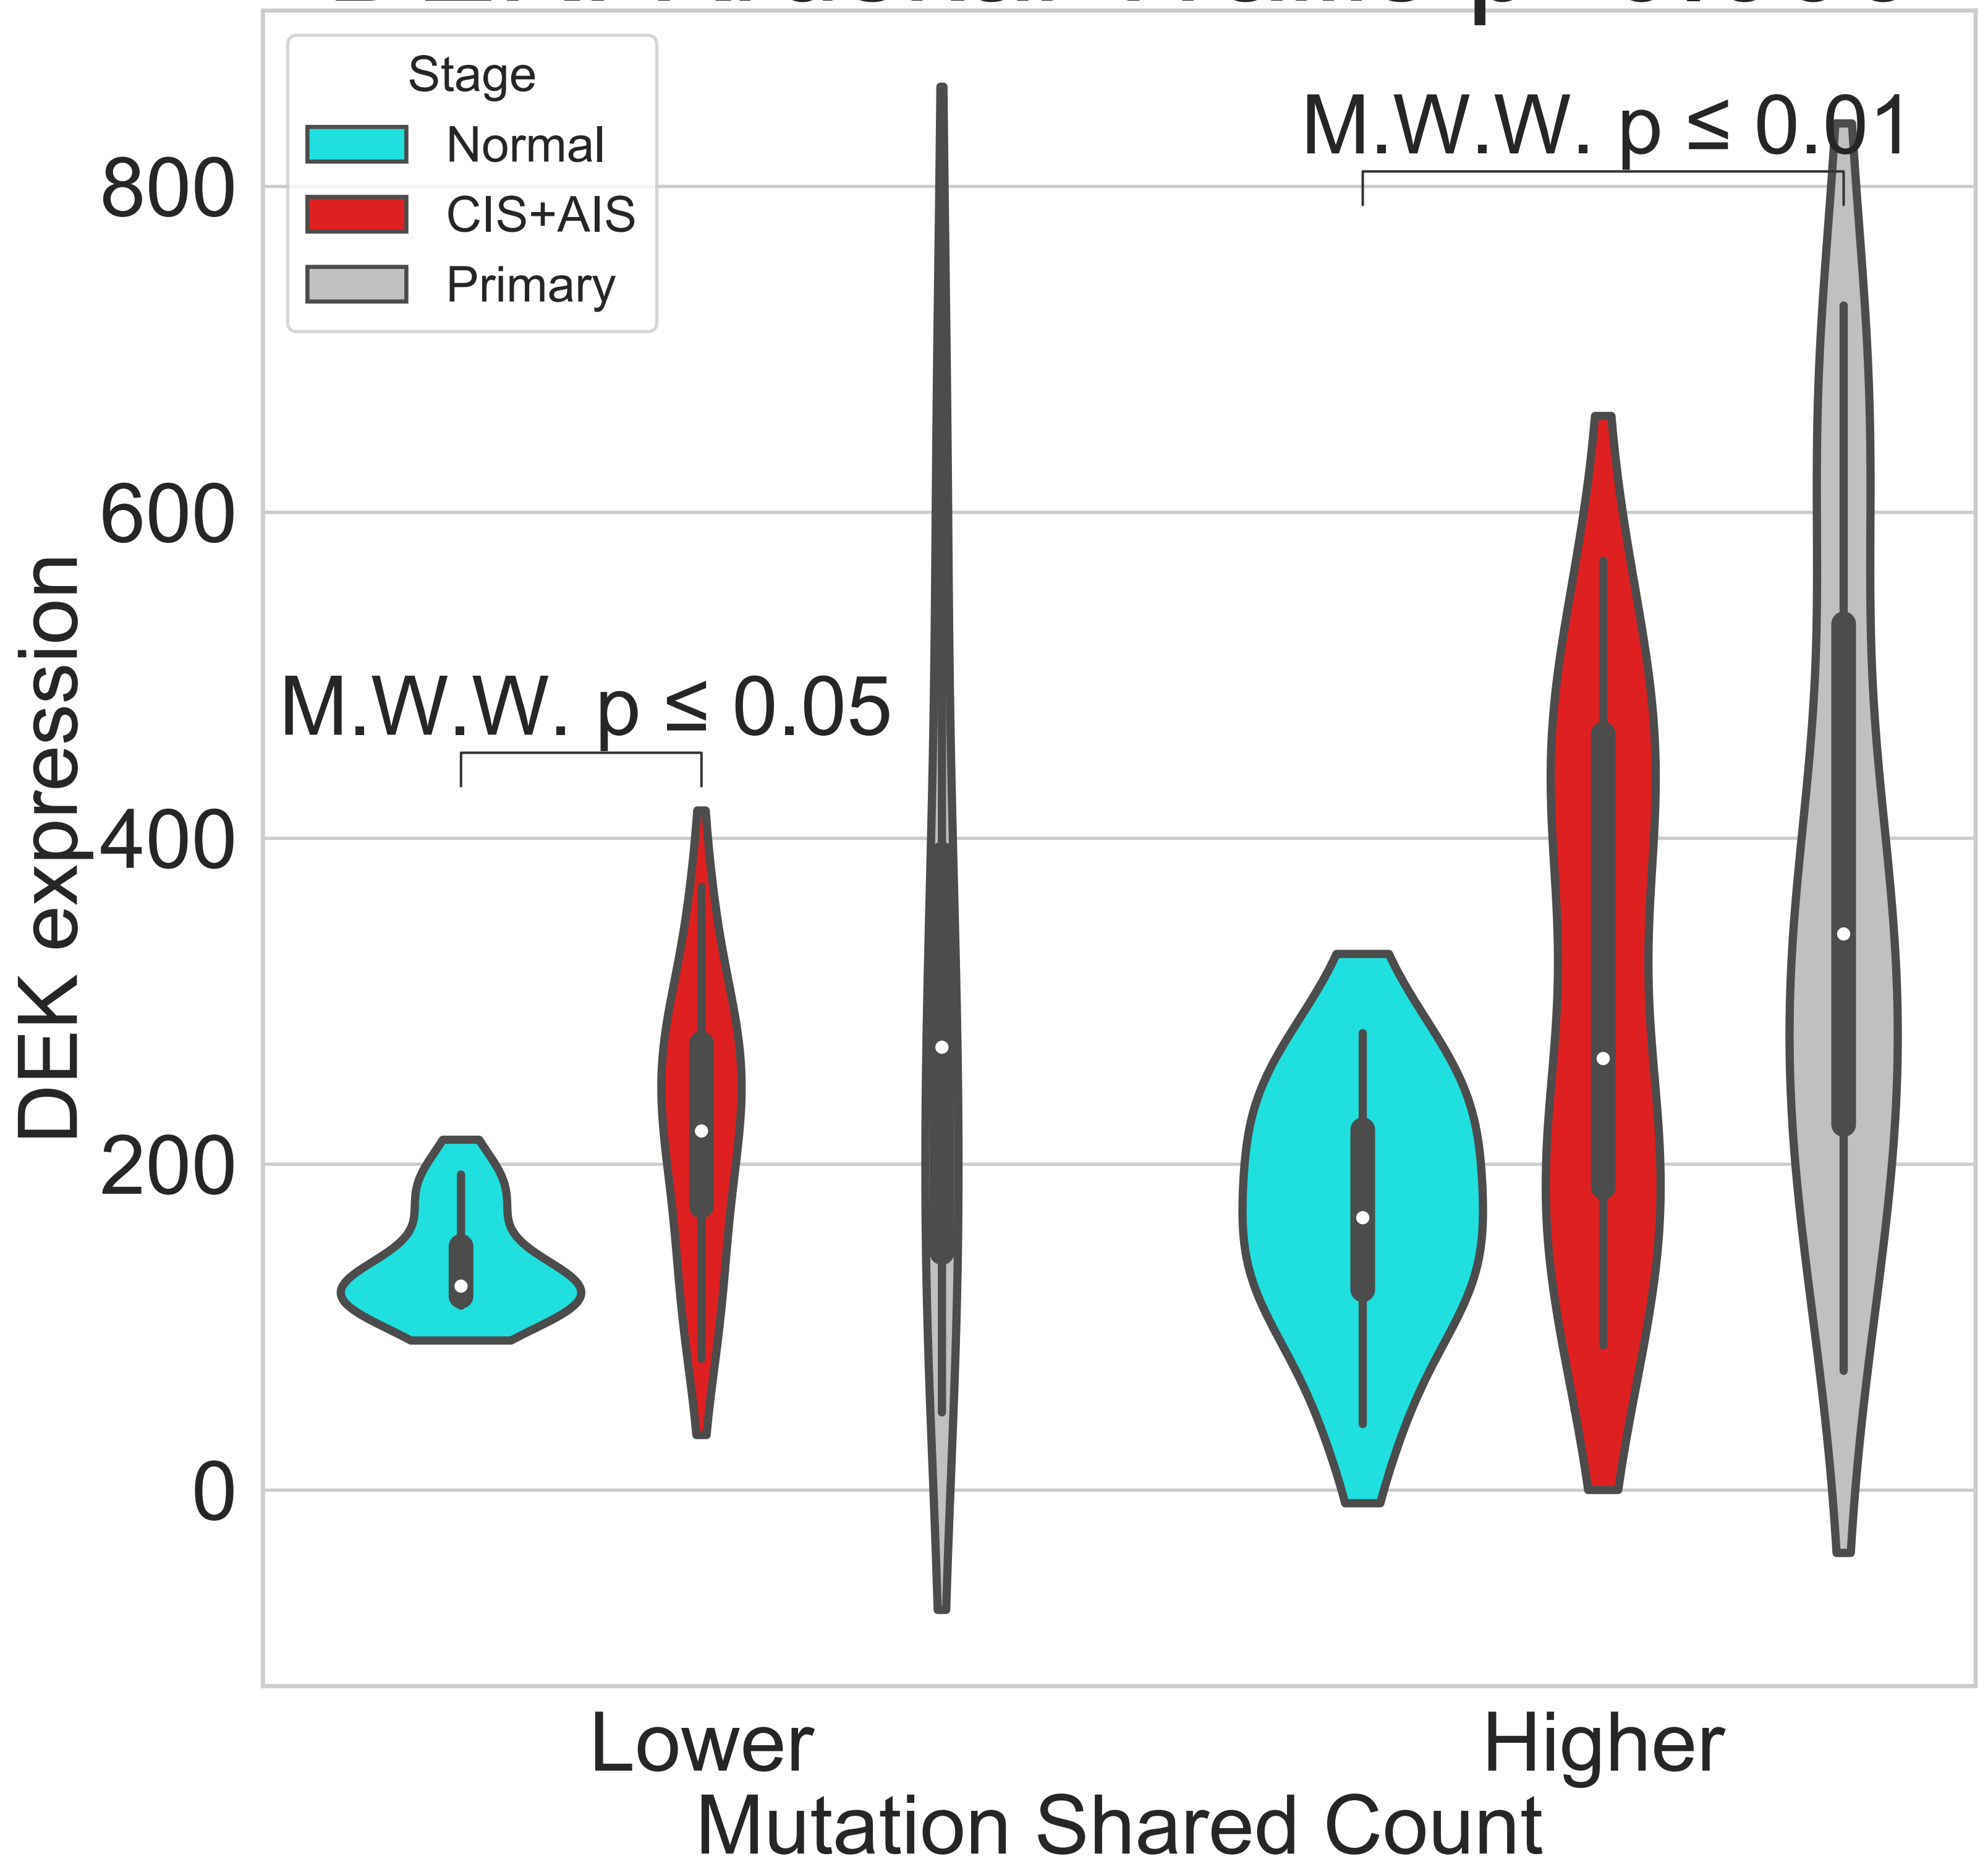 Stage
Normal
CIS+AIS
Primary
M.W.W. p ≤ 0.01
M.W.W. p ≤ 0.05
800
600
400
200
0
DEK expression
Lower
Higher
Mutation Shared Count